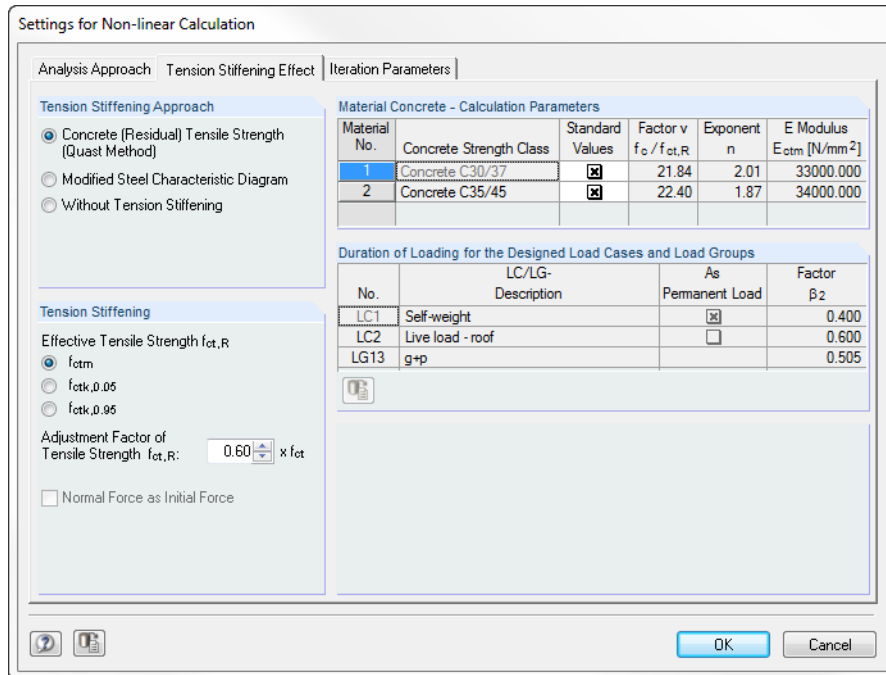 Settings for Non-linear Calculation
Analysis Approach Tension Stiffening Effect Iteration Parameters
Tension Stiffening Approach
Concrete (Residual) Tensile Strength
(Quast Method)
Modified Steel Characteristic Diagram
Without Tension Stiffening
Tension Stiffening
Effective Tensile Strength fct,R
fctm
fctk,0.05
fctk,0.95
Adjustment Factor of
Tensile Strength fct,R: 0.60 x fct
Normal Force as Initial Force
Material Concrete - Calculation Parameters
Material Standard Factor v Exponent E Modulus
No. Concrete Strength Class Values fc / fct,R n Ectm [N/mm2]
1 Concrete C30/37 21.84 2.01 33000.000
2 Concrete C35/45 22.40 1.87 34000.000
Duration of Loading for the Designed Load Cases and Load Groups
LC/LG- As Factor
No. Description Permanent Load β2
LC1 Self-weight 0.400
LC2 Live load - roof 0.600
LG13 g+p 0.505
OK Cancel